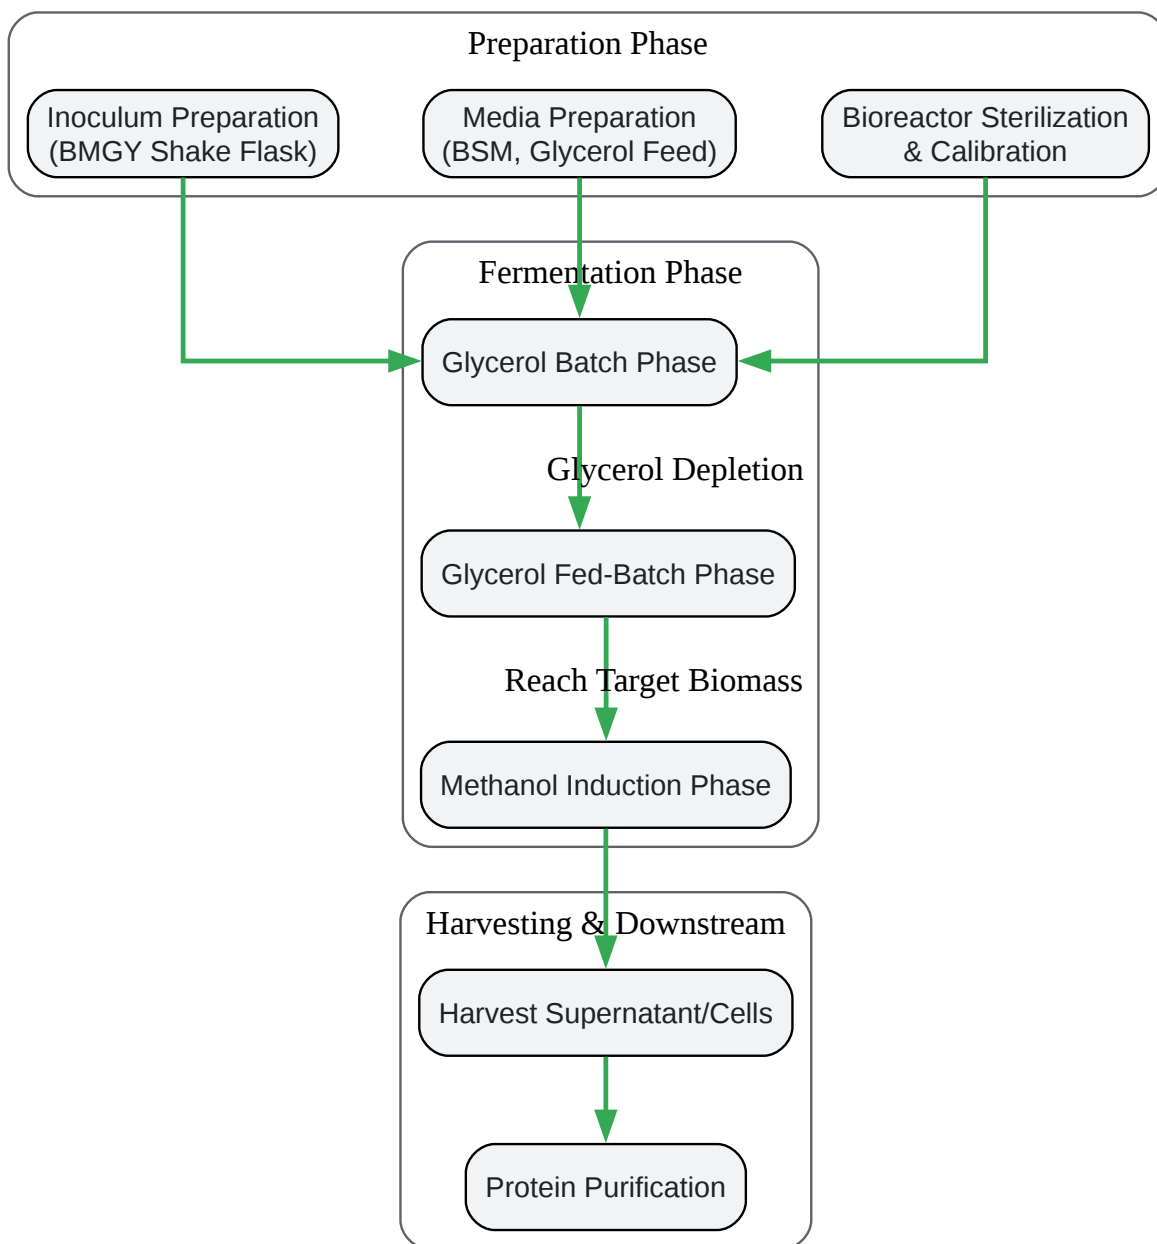 Preparation Phase
Inoculum Preparation
(BMGY Shake Flask)
Media Preparation
(BSM, Glycerol Feed)
Bioreactor Sterilization
& Calibration
Fermentation Phase
Glycerol Batch Phase
Glycerol Depletion
Glycerol Fed-Batch Phase
Reach Target Biomass
Methanol Induction Phase
Harvesting & Downstream
Harvest Supernatant/Cells
Protein Purification